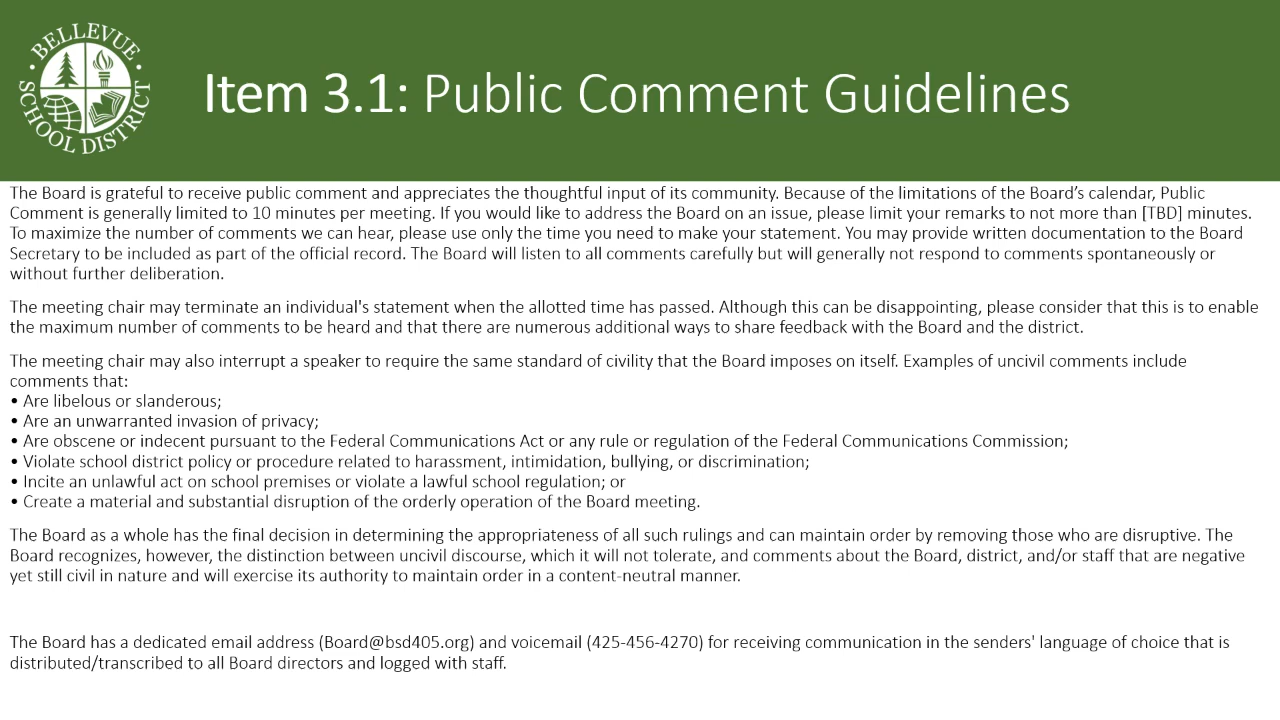 BELLEVUE
SCHOOL DISTRICT
Item 3.1: Public Comment Guidelines
The Board is grateful to receive public comment and appreciates the thoughtful input of its community. Because of the limitations of the Board’s calendar, Public
Comment is generally limited to 10 minutes per meeting. If you would like to address the Board on an issue, please limit your remarks to not more than [TBD] minutes.
To maximize the number of comments we can hear, please use only the time you need to make your statement. You may provide written documentation to the Board
Secretary to be included as part of the official record. The Board will listen to all comments carefully but will generally not respond to comments spontaneously or
without further deliberation.
The meeting chair may terminate an individual's statement when the allotted time has passed. Although this can be disappointing, please consider that this is to enable
the maximum number of comments to be heard and that there are numerous additional ways to share feedback with the Board and the district.
The meeting chair may also interrupt a speaker to require the same standard of civility that the Board imposes on itself. Examples of uncivil comments include
comments that:
• Are libelous or slanderous;
• Are an unwarranted invasion of privacy;
• Are obscene or indecent pursuant to the Federal Communications Act or any rule or regulation of the Federal Communications Commission;
• Violate school district policy or procedure related to harassment, intimidation, bullying, or discrimination;
• Incite an unlawful act on school premises or violate a lawful school regulation; or
• Create a material and substantial disruption of the orderly operation of the Board meeting.
The Board as a whole has the final decision in determining the appropriateness of all such rulings and can maintain order by removing those who are disruptive. The
Board recognizes, however, the distinction between uncivil discourse, which it will not tolerate, and comments about the Board, district, and/or staff that are negative
yet still civil in nature and will exercise its authority to maintain order in a content-neutral manner.
The Board has a dedicated email address (Board@bsd405.org) and voicemail (425-456-4270) for receiving communication in the senders' language of choice that is
distributed/transcribed to all Board directors and logged with staff.